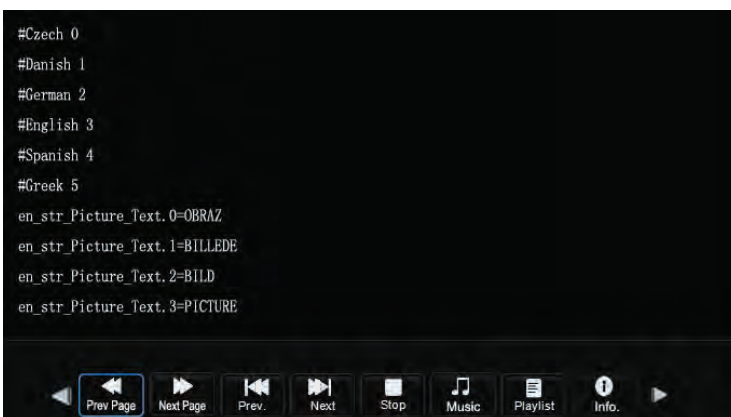 #Czech 0
#Danish 1
#German 2
#English 3
#Spanish 4
#Greek 5
en_str_Picture_Text.0=OBRAZ
en_str_Picture_Text.1=BILLEDE
en_str_Picture_Text.2=BILD
en_str_Picture_Text.3=PICTURE
Prev Page Next Page Prev. Next Stop Music Playlist Info.